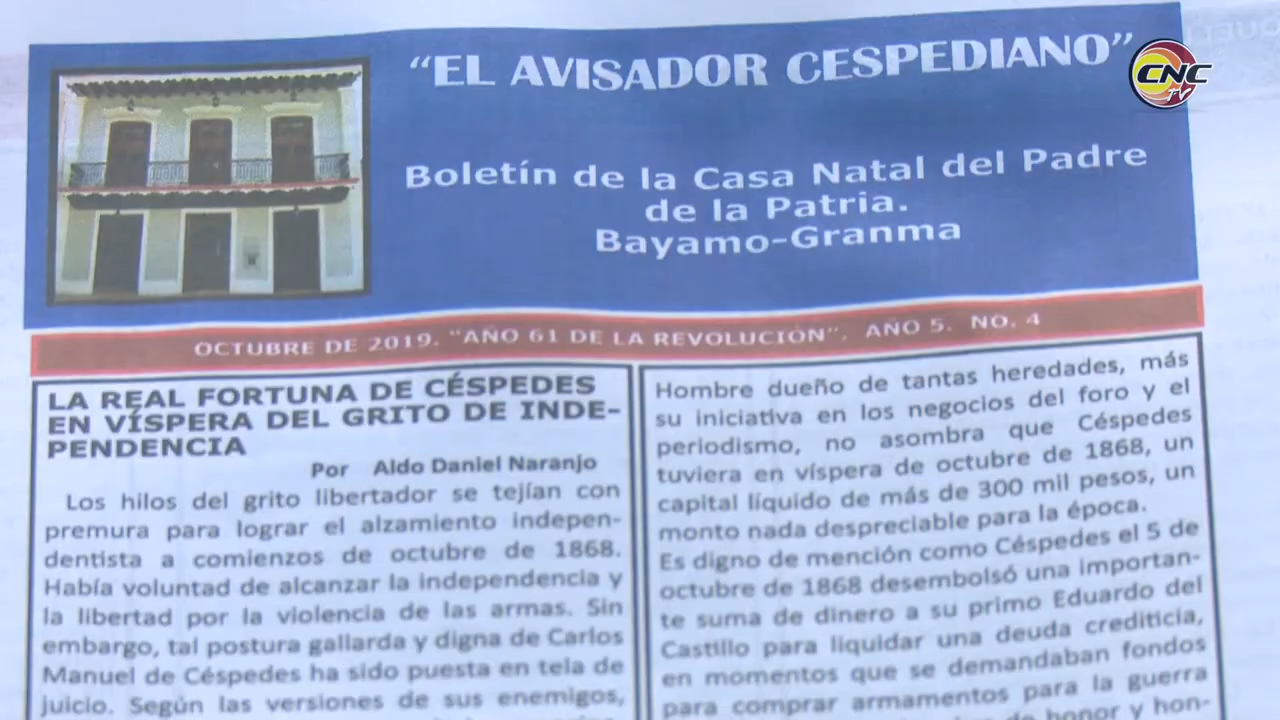 "EL AVISADOR CESPEDIANO"
CNC
TV
Boletín de la Casa Natal del Padre
de la Patria.
Bayamo-Granma
OCTUBRE DE 2019. "AÑO 61 DE LA REVOLUCIÓN". AÑO 5. NO. 4
LA REAL FORTUNA DE CÉSPEDES
EN VÍSPERA DEL GRITO DE INDE-
PENDENCIA
Por Aldo Daniel Naranjo
Los hilos del grito libertador se tejían con
premura para lograr el alzamiento indepen-
dentista a comienzos de octubre de 1868.
Había voluntad de alcanzar la independencia y
la libertad por la violencia de las armas. Sin
embargo, tal postura gallarda y digna de Carlos
Manuel de Céspedes ha sido puesta en tela de
juicio. Según las versiones de sus enemigos,
Hombre dueño de tantas heredades, más
su iniciativa en los negocios del foro y el
periodismo, no asombra que Céspedes
tuviera en víspera de octubre de 1868, un
capital líquido de más de 300 mil pesos, un
monto nada despreciable para la época.
Es digno de mención como Céspedes el 5 de
octubre de 1868 desembolsó una importan-
te suma de dinero a su primo Eduardo del
Castillo para liquidar una deuda crediticia,
en momentos que se demandaban fondos
para comprar armamentos para la guerra
de honor y hon-